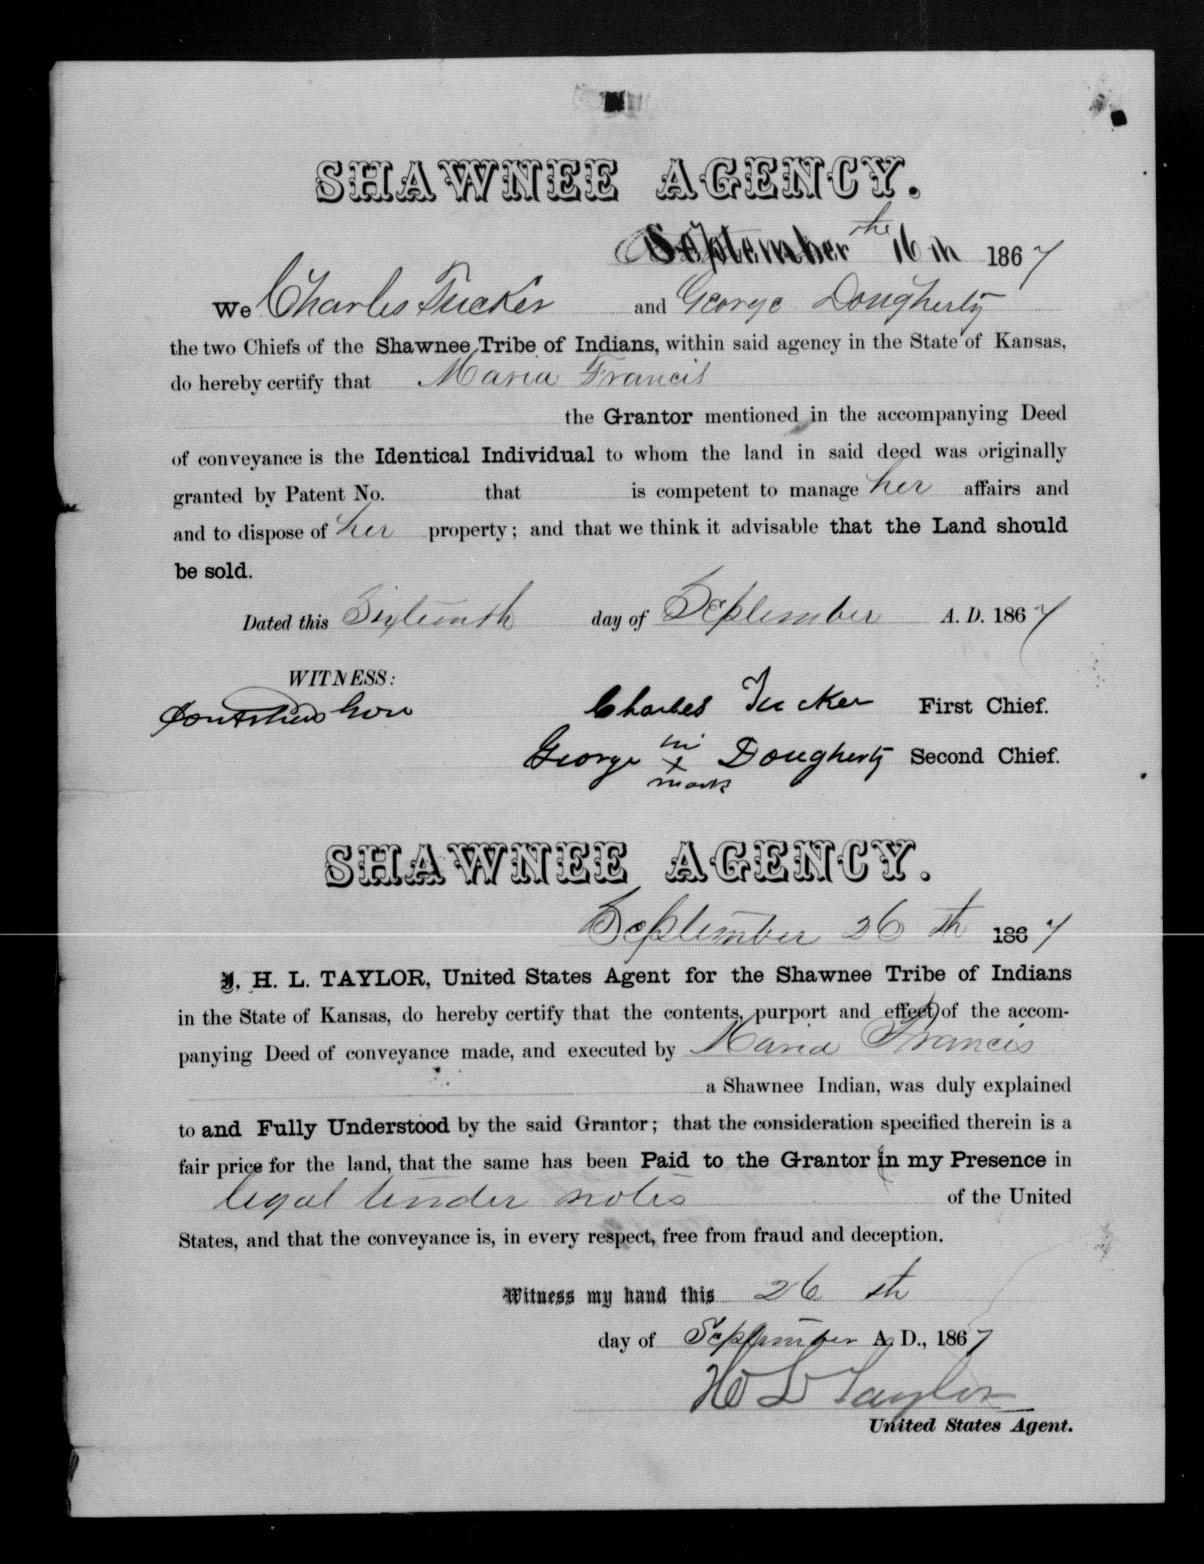 SHAWNEE AGENCY.
September the 16th 1867
We Charles Tucker and George Dougherty
the two Chiefs of the Shawnee Tribe of Indians, within said agency in the State of Kansas,
do hereby certify that Maria Francis
the Grantor mentioned in the accompanying Deed
of conveyance is the Identical Individual to whom the land in said deed was originally
granted by Patent No. that is competent to manage her affairs and
and to dispose of her property; and that we think it advisable that the Land should
be sold.
Dated this Sixteenth day of September A. D. 1867
WITNESS:
Charles Tucker First Chief.
his
George x Dougherty Second Chief.
mark
SHAWNEE AGENCY.
September 26 th 1867
I, H. L. TAYLOR, United States Agent for the Shawnee Tribe of Indians
in the State of Kansas, do hereby certify that the contents, purport and effect, of the accom-
panying Deed of conveyance made, and executed by Maria Francis
a Shawnee Indian, was duly explained
to and Fully Understood by the said Grantor; that the consideration specified therein is a
fair price for the land, that the same has been Paid to the Grantor in my Presence in
legal tender notes of the United
States, and that the conveyance is, in every respect, free from fraud and deception.
Witness my hand this 26 th
day of September A. D., 1867
H L Taylor
United States Agent.